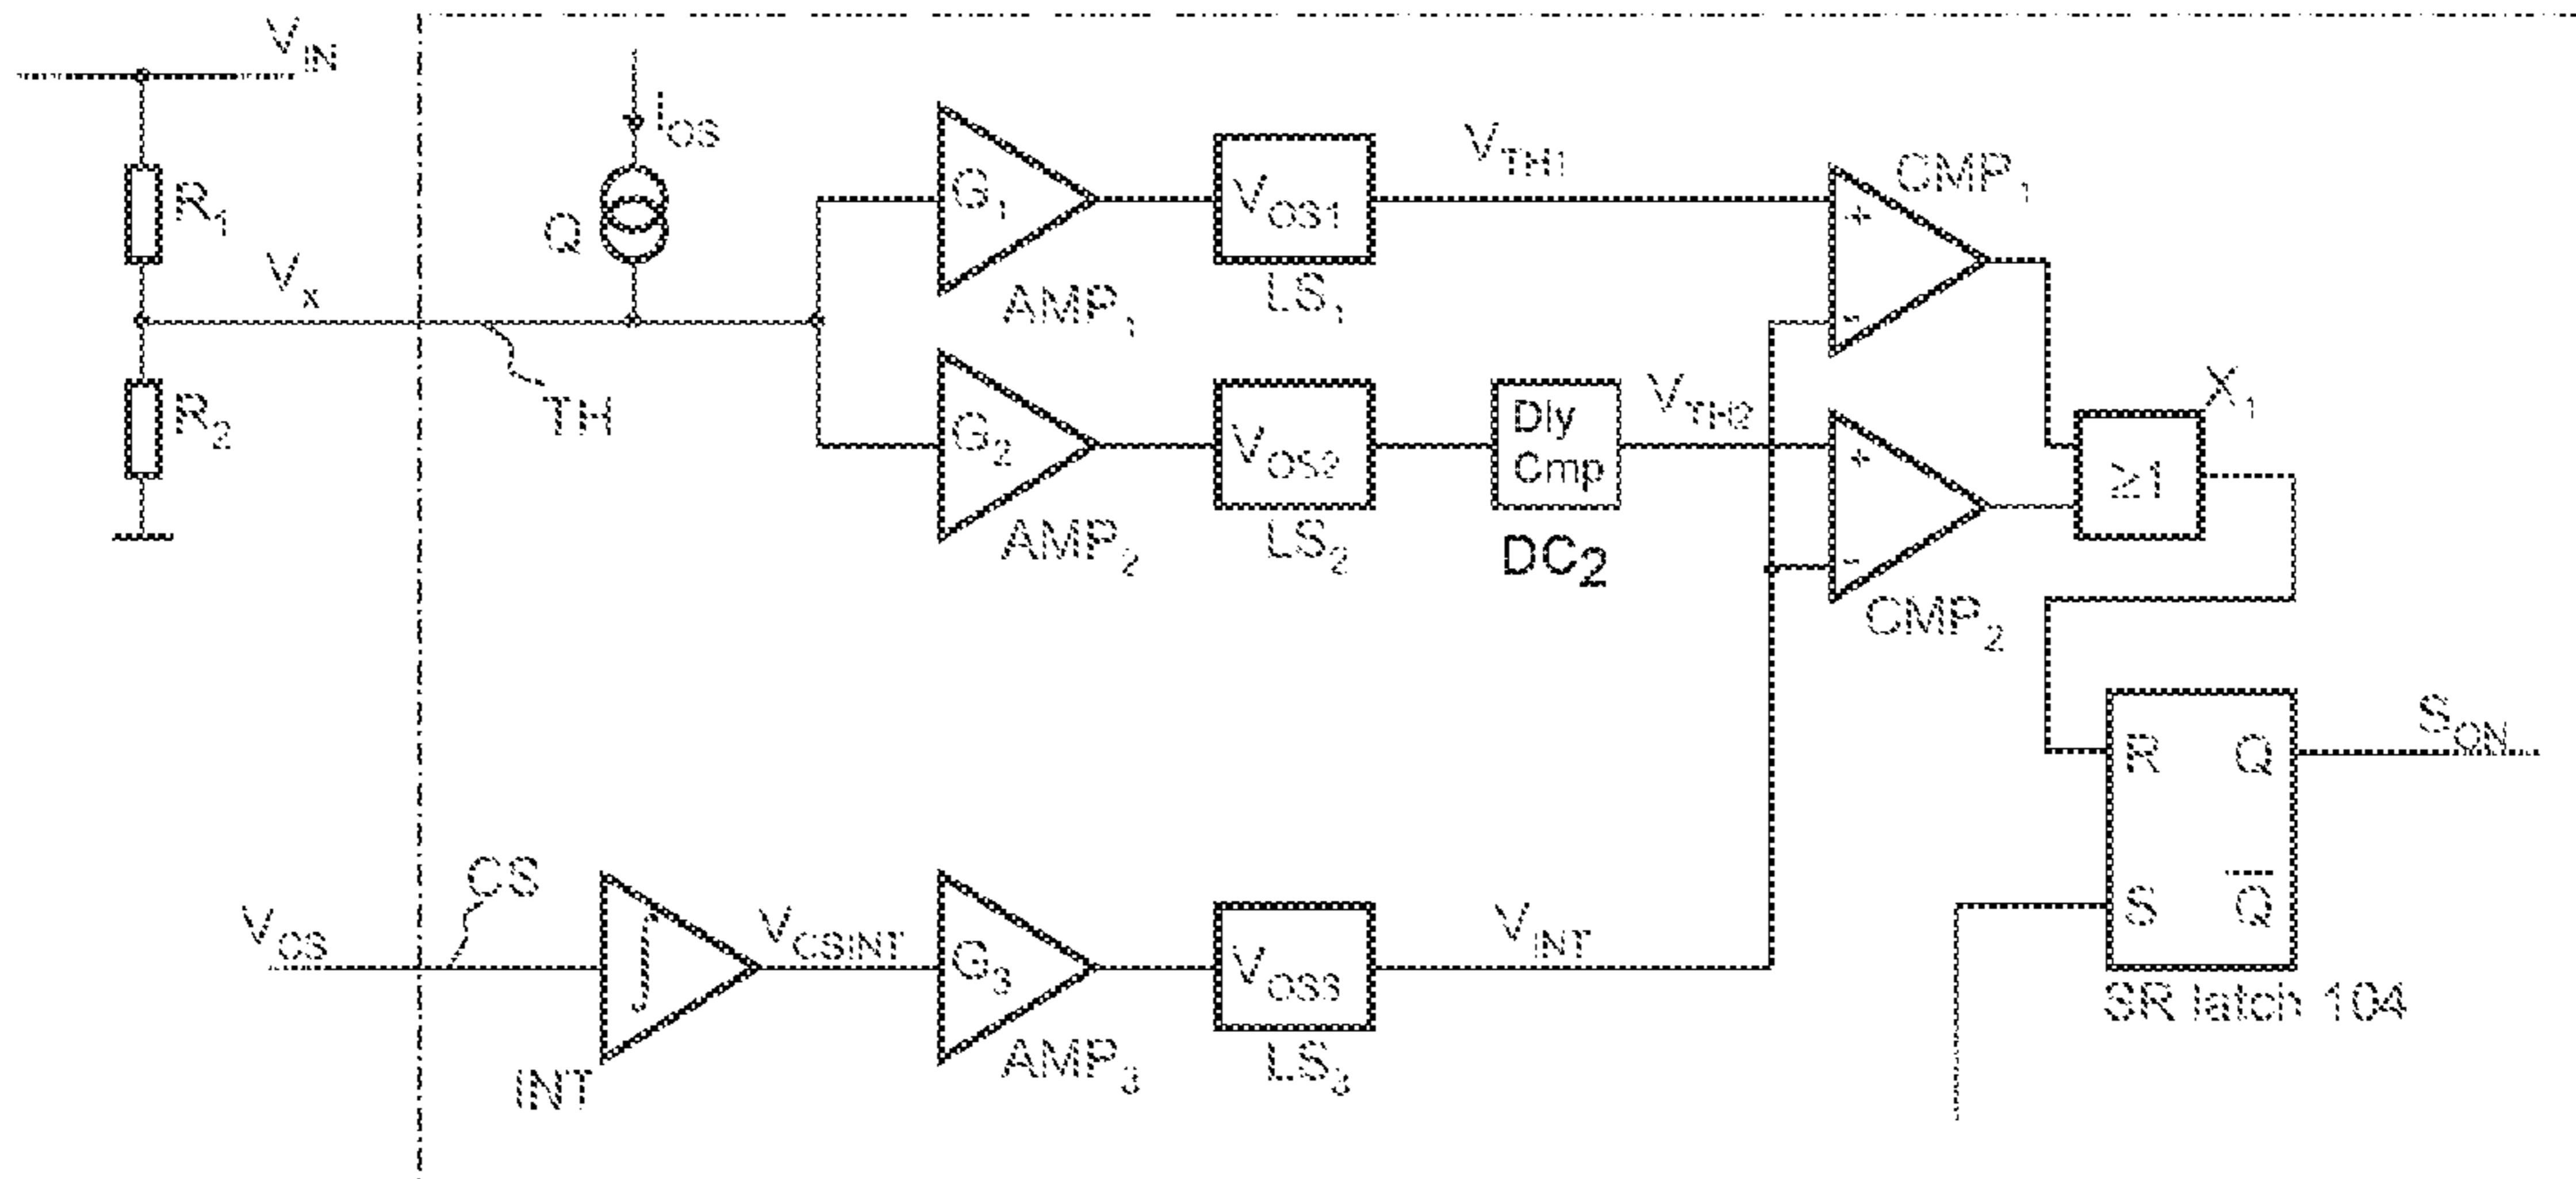 V_IN
I_OS
R_1
Q
G_1
V_OS1
V_TH1
CMP_1
+
-
V_x
AMP_1
LS_1
TH
R_2
G_2
V_OS2
Dly
Cmp
V_TH2
+
-
X_1
≥1
AMP_2
LS_2
DC_2
CMP_2
S_ON
R Q
S Q̅
SR latch 104
V_CS
CS
∫
V_CSINT
G_3
V_OS3
V_INT
INT
AMP_3
LS_3